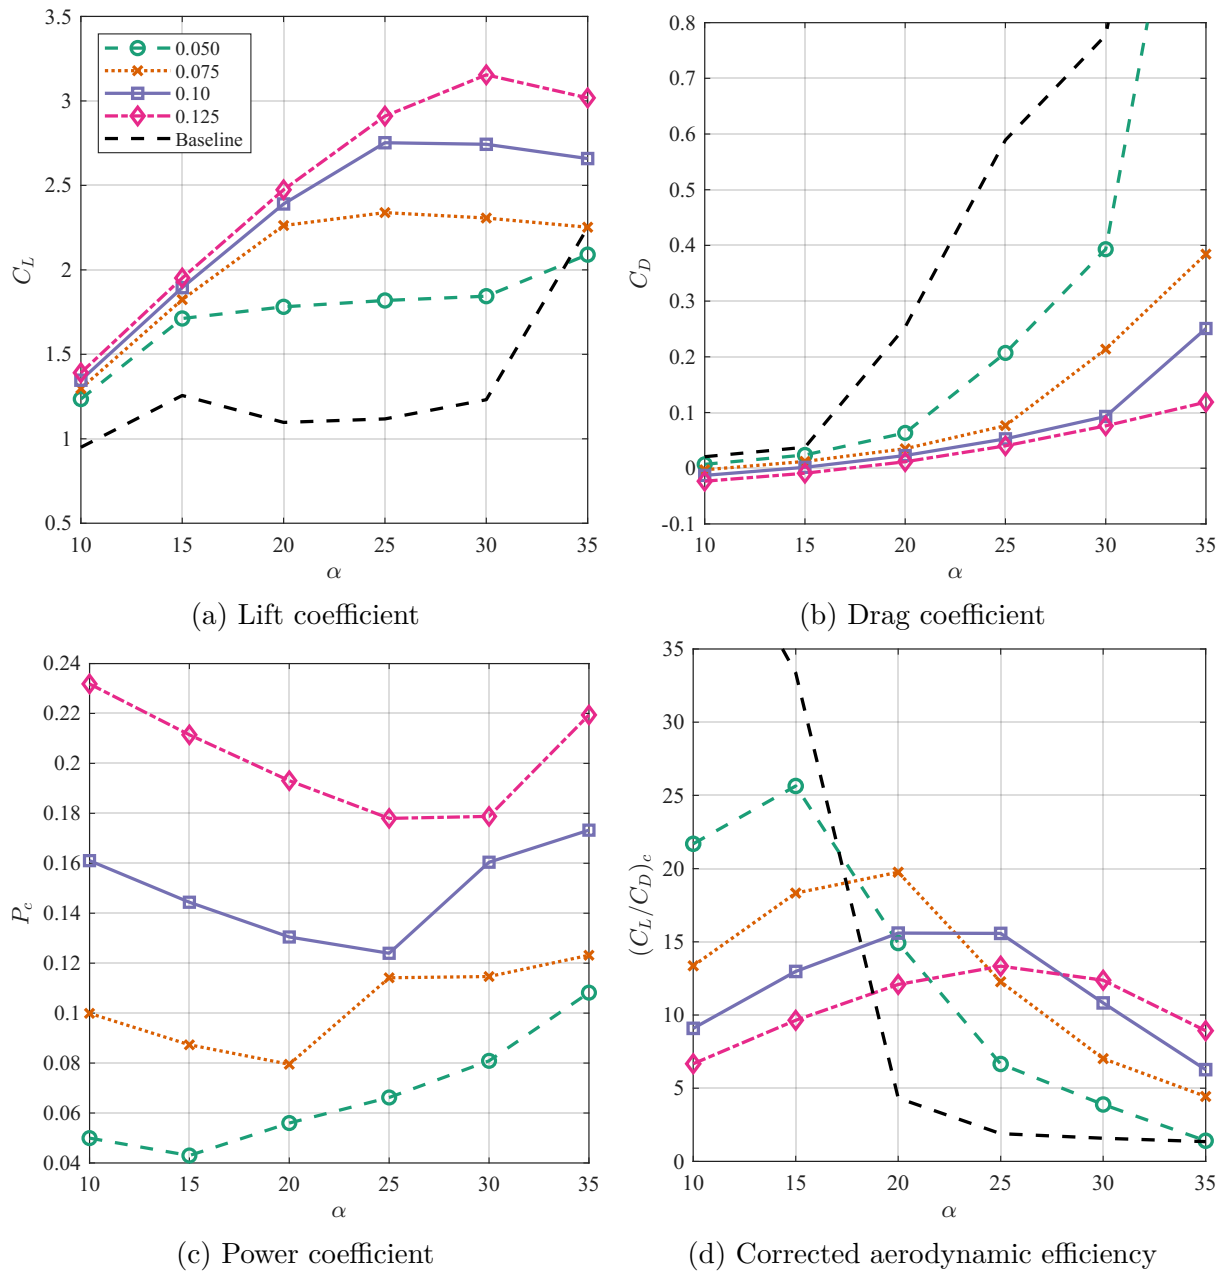 3.5
3
2.5
2
1.5
1
0.5
C_L
0.050
0.075
0.10
0.125
Baseline
10 15 20 25 30 35
α
(a) Lift coefficient
0.8
0.7
0.6
0.5
0.4
0.3
0.2
0.1
0
-0.1
C_D
10 15 20 25 30 35
α
(b) Drag coefficient
0.24
0.22
0.2
0.18
0.16
0.14
0.12
0.1
0.08
0.06
0.04
P_c
10 15 20 25 30 35
α
(c) Power coefficient
35
30
25
20
15
10
5
0
(C_L/C_D)_c
10 15 20 25 30 35
α
(d) Corrected aerodynamic efficiency